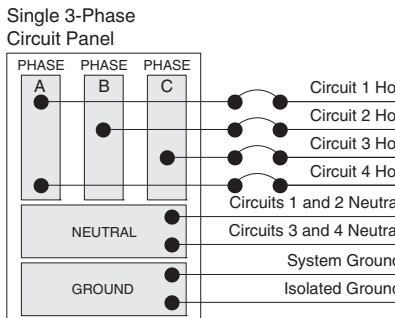 Single 3-Phase
Circuit Panel
PHASE PHASE PHASE
A B C
Circuit 1 Ho
Circuit 2 Ho
Circuit 3 Ho
Circuit 4 Ho
Circuits 1 and 2 Neutra
NEUTRAL
Circuits 3 and 4 Neutra
System Ground
GROUND
Isolated Ground